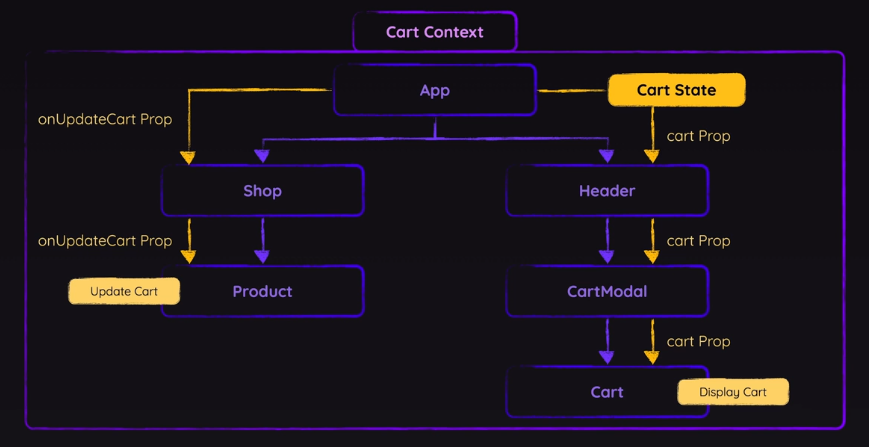 Cart Context
App
Cart State
onUpdateCart Prop
cart Prop
Shop
Header
onUpdateCart Prop
cart Prop
Update Cart
Product
CartModal
cart Prop
Cart
Display Cart